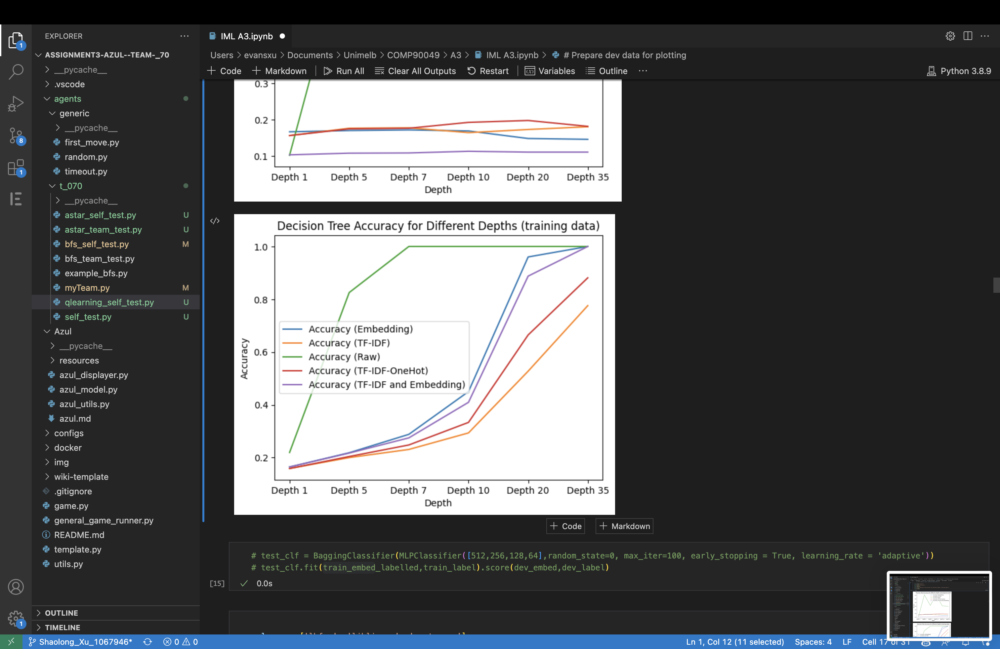 EXPLORER
ASSIGNMENT3-AZUL--TEAM-_70
__pycache__
.vscode
agents
generic
__pycache__
first_move.py
random.py
timeout.py
t_070
__pycache__
astar_self_test.py U
astar_team_test.py U
bfs_self_test.py M
bfs_team_test.py
example_bfs.py
myTeam.py M
qlearning_self_test.py U
self_test.py U
Azul
__pycache__
resources
azul_displayer.py
azul_model.py
azul_utils.py
azul.md
configs
docker
img
wiki-template
.gitignore
game.py
general_game_runner.py
README.md
template.py
utils.py
OUTLINE
TIMELINE
1
8
1
1
IML A3.ipynb
Users > evansxu > Documents > Unimelb > COMP90049 > A3 > IML A3.ipynb > # Prepare dev data for plotting
+ Code + Markdown Run All Clear All Outputs Restart Variables Outline ... Python 3.8.9
0.3
0.2
0.1
Depth 1 Depth 5 Depth 7 Depth 10 Depth 20 Depth 35
Depth
Decision Tree Accuracy for Different Depths (training data)
1.0
0.8
0.6
0.4
0.2
Accuracy
Accuracy (Embedding)
Accuracy (TF-IDF)
Accuracy (Raw)
Accuracy (TF-IDF-OneHot)
Accuracy (TF-IDF and Embedding)
Depth 1 Depth 5 Depth 7 Depth 10 Depth 20 Depth 35
Depth
+ Code + Markdown
# test_clf = BaggingClassifier(MLPClassifier([512,256,128,64],random_state=0, max_iter=100, early_stopping = True, learning_rate = 'adaptive'))
# test_clf.fit(train_embed_labelled,train_label).score(dev_embed,dev_label)
[15] 0.0s
Shaolong_Xu_1067946* 0 0 Ln 1, Col 12 (11 selected) Spaces: 4 LF Cell 17 of 31